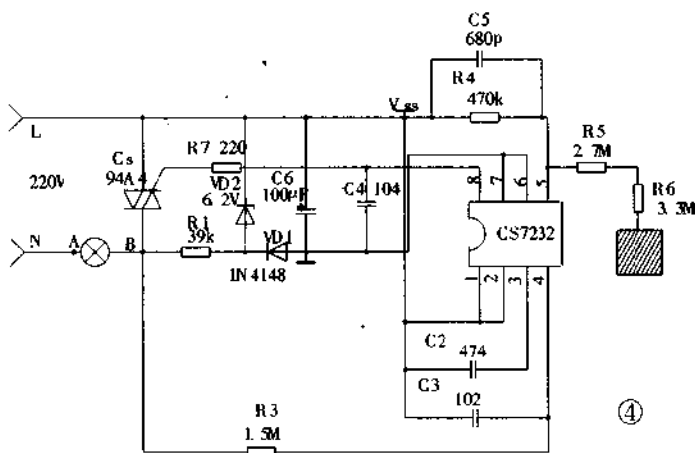 C5
680p
R4
470k
Vss
L
R5
2.7M
R7 220
Cs
94A4
VD2
6.2V
C6
100μF
C4 104
8
7
6
5
R6
3.3M
220V
R1
39k
VD1
CS7232
N
A
B
1N4148
1
2
3
4
C2
474
C3
102
R3
1.5M
④